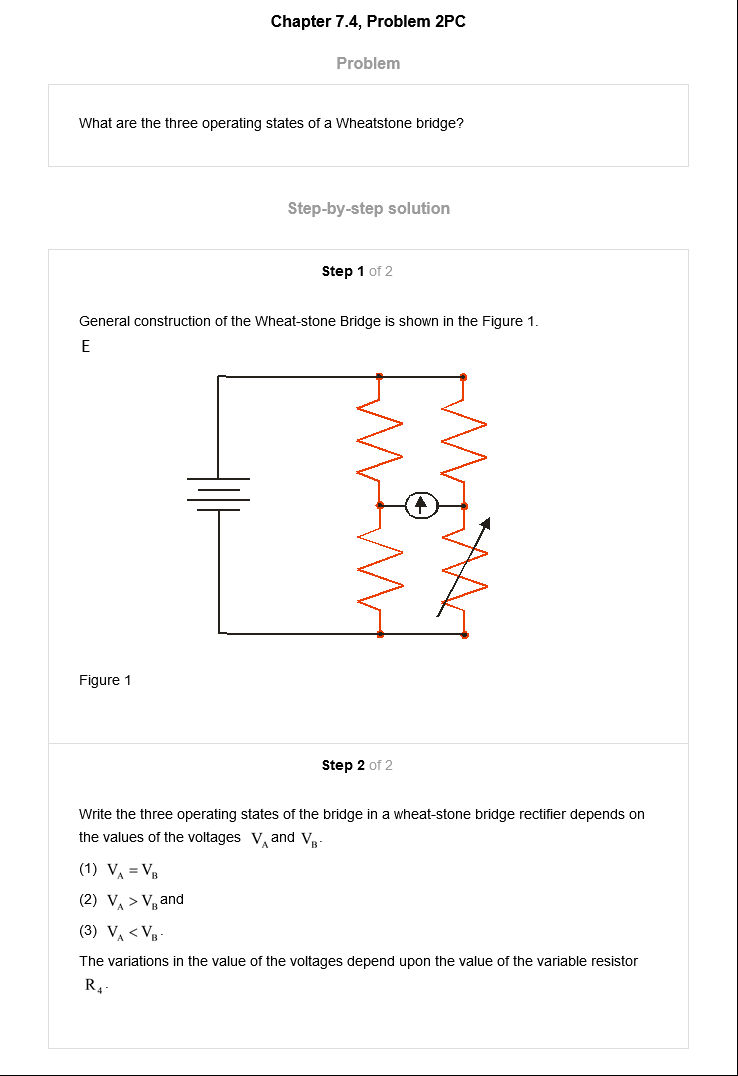 Chapter 7.4, Problem 2PC
Problem
What are the three operating states of a Wheatstone bridge?
Step-by-step solution
Step 1 of 2
General construction of the Wheat-stone Bridge is shown in the Figure 1.
E
Figure 1
Step 2 of 2
Write the three operating states of the bridge in a wheat-stone bridge rectifier depends on
the values of the voltages V_A and V_B.
(1) V_A = V_B
(2) V_A > V_B and
(3) V_A < V_B.
The variations in the value of the voltages depend upon the value of the variable resistor
R_4.